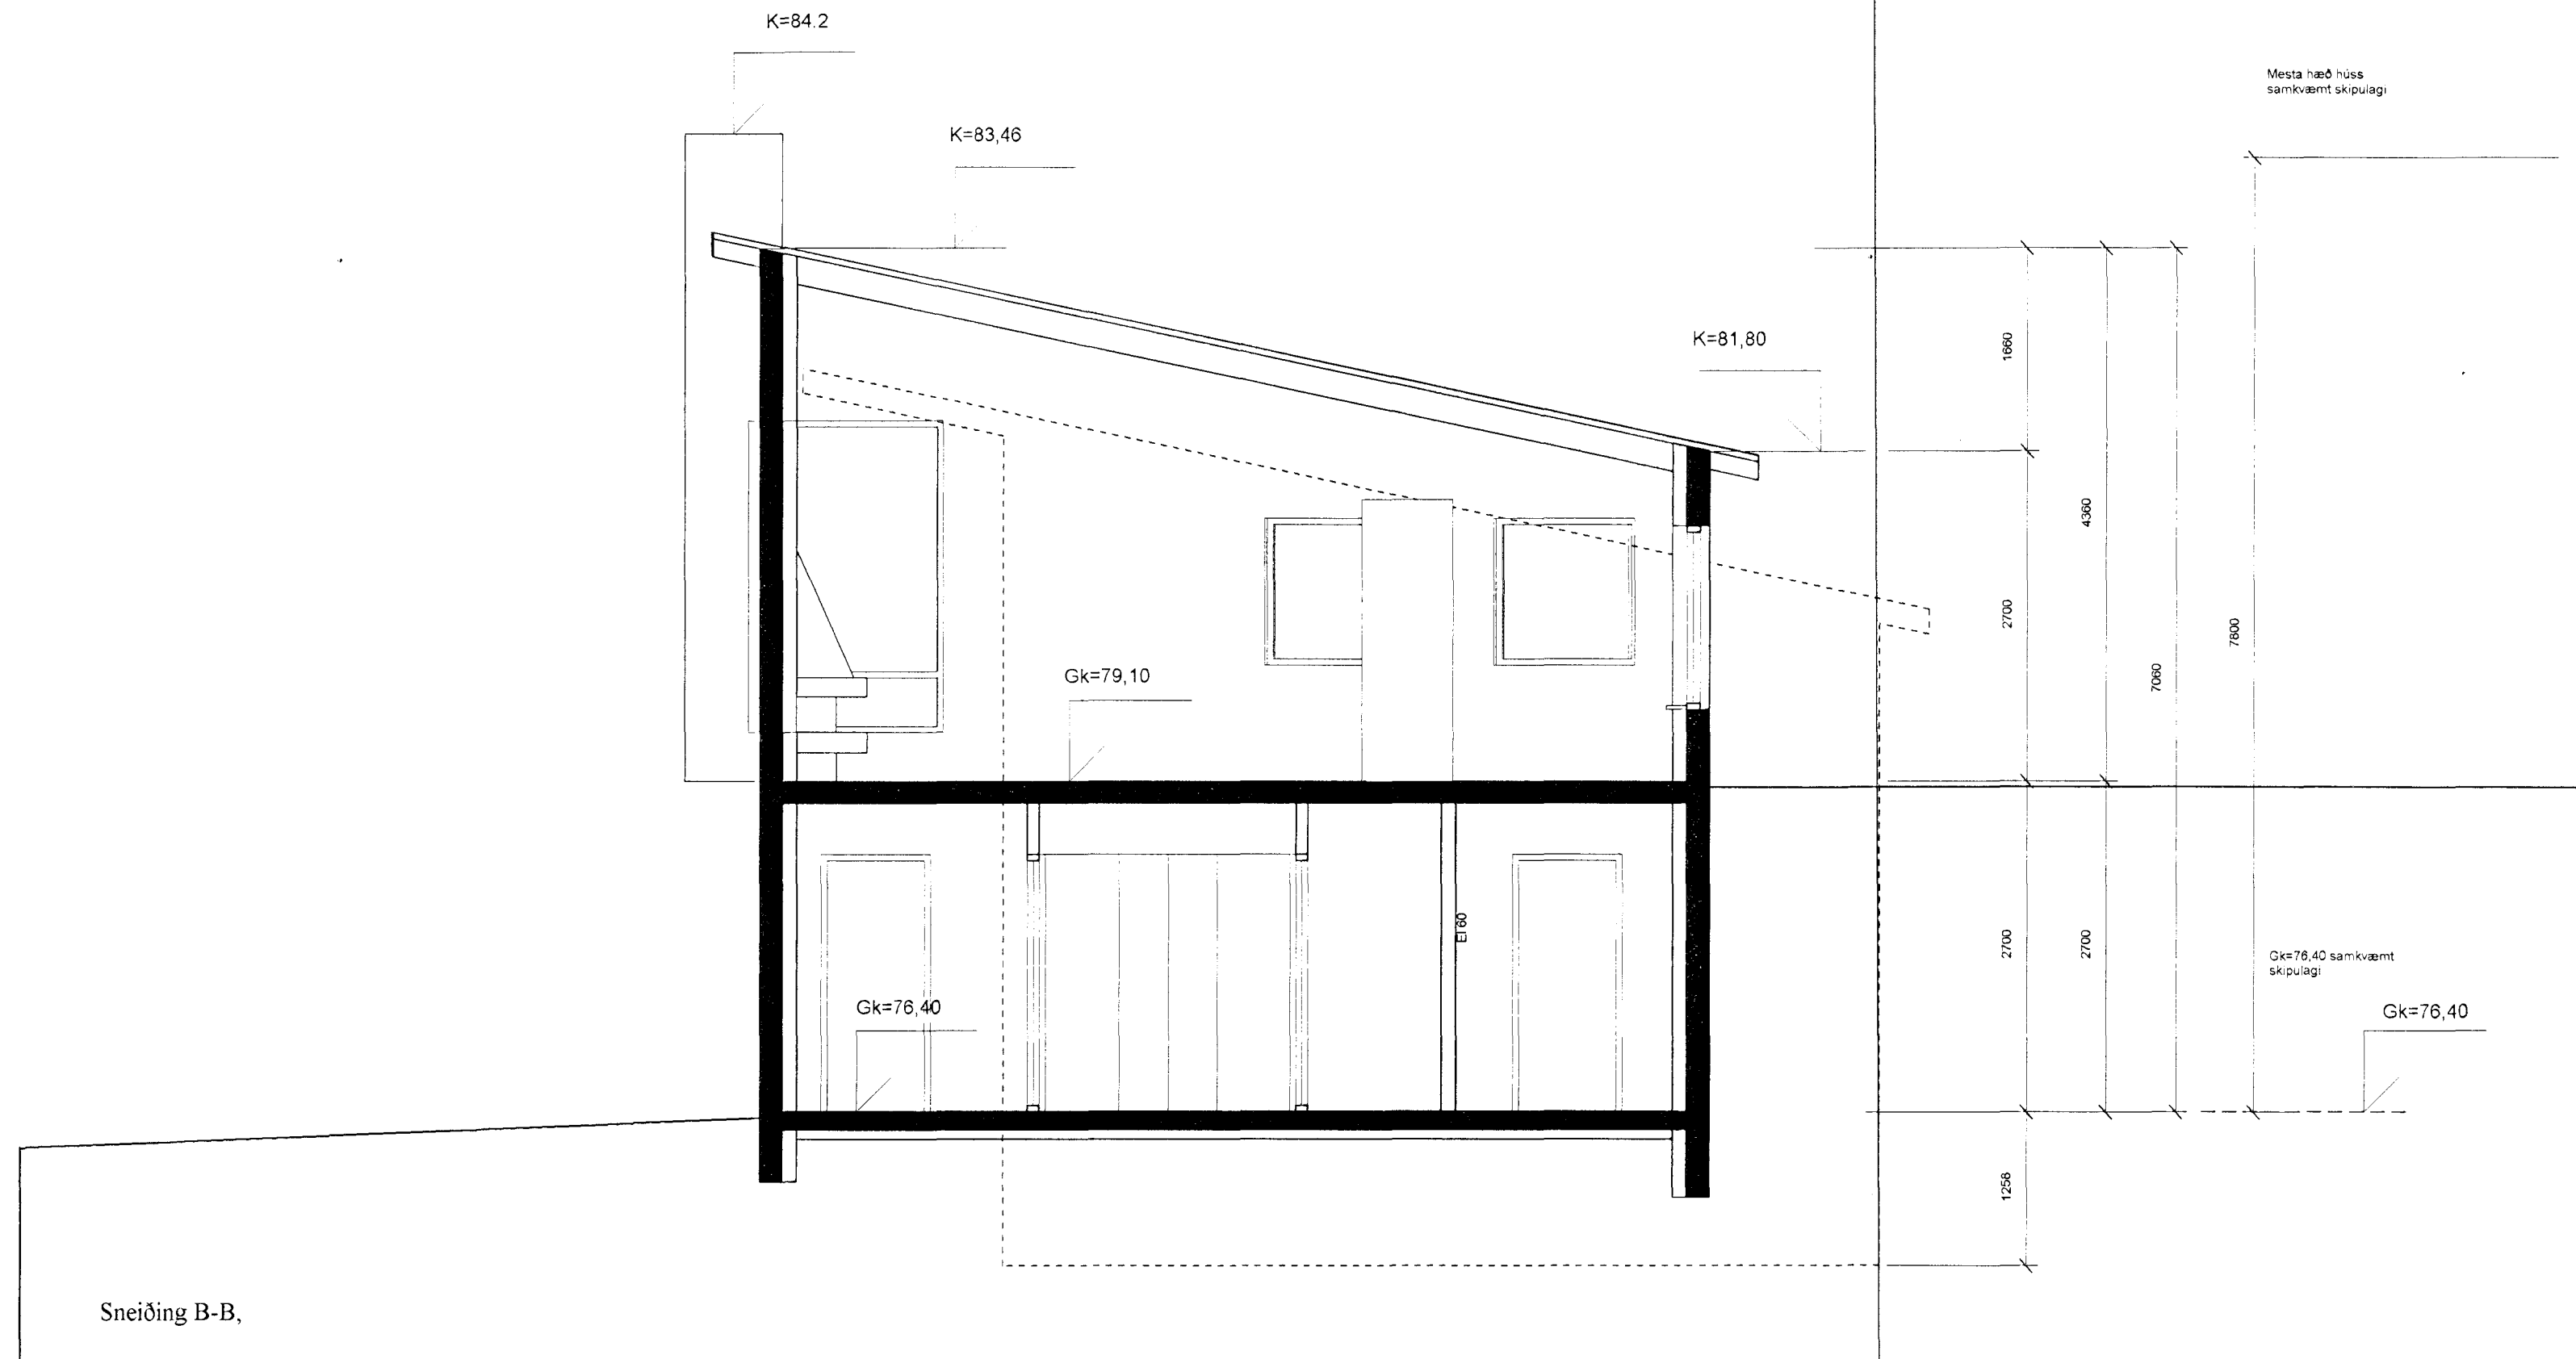 K=84.2
Mesta hæð húss
samkvæmt skipulagi
K=83,46
K=81,80
1660
4360
2700
7800
7060
Gk=79,10
EI 60
2700
2700
Gk=76,40 samkvæmt
skipulagi
Gk=76,40
Gk=76,40
1258
Sneiðing B-B,